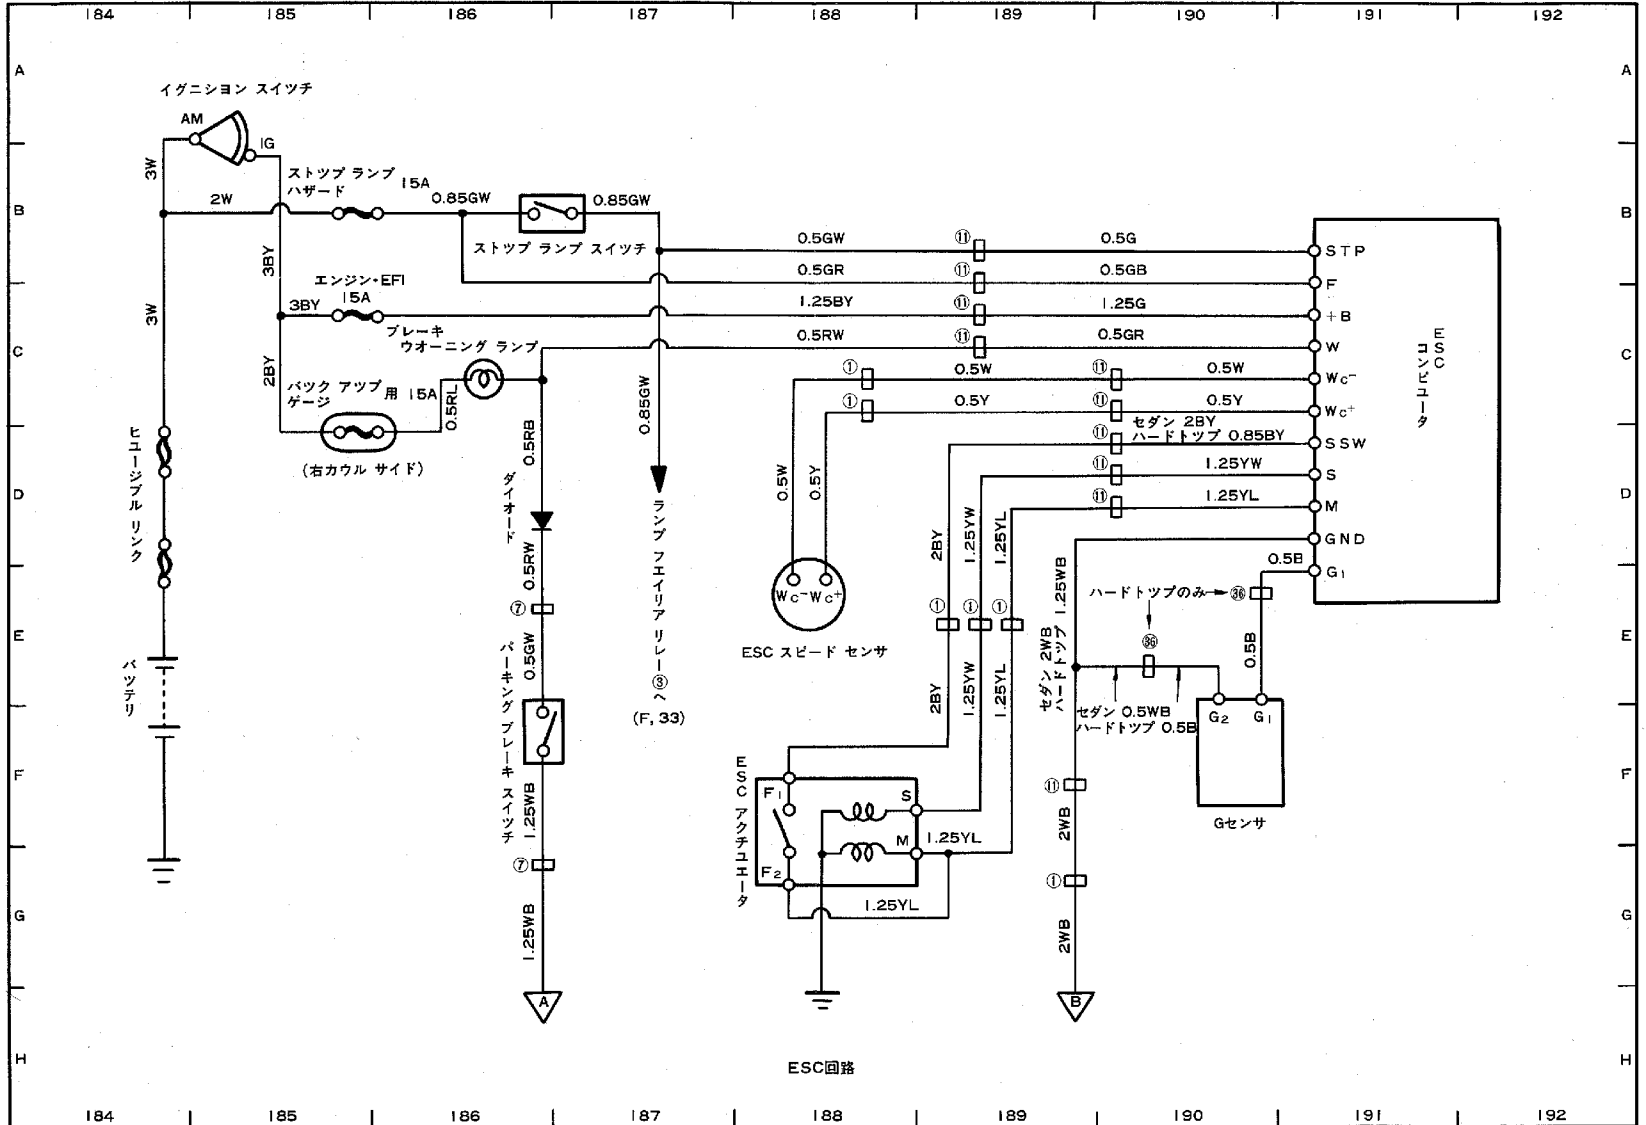 184 185 186 187 188 189 190 191 192
A A
イグニション スイッチ
AM
IG
3W
ストップ ランプ
ハザード
15A
2W
0.85GW
0.85GW
B B
ストップ ランプ スイッチ
0.5GW
⑪
0.5G
STP
3BY
0.5GR
⑪
0.5GB
F
エンジン・EFI
15A
3BY
1.25BY
⑪
1.25G
+B
3W
ブレーキ
ウオーニング ランプ
0.5RW
⑪
0.5GR
W
C C
ESC
コンピュータ
2BY
バック アップ
ゲージ
用 15A
0.5RL
①
0.5W
⑪
0.5W
Wc−
①
0.5Y
⑪
0.5Y
Wc+
0.85GW
セダン 2BY
ハードトップ 0.85BY
⑪
SSW
0.5RB
(右カウル サイド)
⑪
1.25YW
S
ヒュージブル リンク
ダイオード
0.5W
0.5Y
D D
⑪
1.25YL
M
ランプ フェイリア リレー③へ
(F, 33)
2BY
1.25YW
1.25YL
GND
0.5B
G1
0.5RW
Wc− Wc+
1.25WB
ハードトップのみ
㊱
⑦
①
①
①
E E
㊱
0.5B
ESC スピード センサ
バッテリ
パーキング ブレーキ スイッチ
0.5GW
2BY
1.25YW
1.25YL
セダン 2WB
ハードトップ
セダン 0.5WB
ハードトップ 0.5B
G2 G1
F F
ESC アクチュエータ
F1
S
1.25WB
⑪
Gセンサ
M
1.25YL
2WB
⑦
F2
①
1.25YL
G G
1.25WB
2WB
A
B
H H
ESC回路
184 185 186 187 188 189 190 191 192